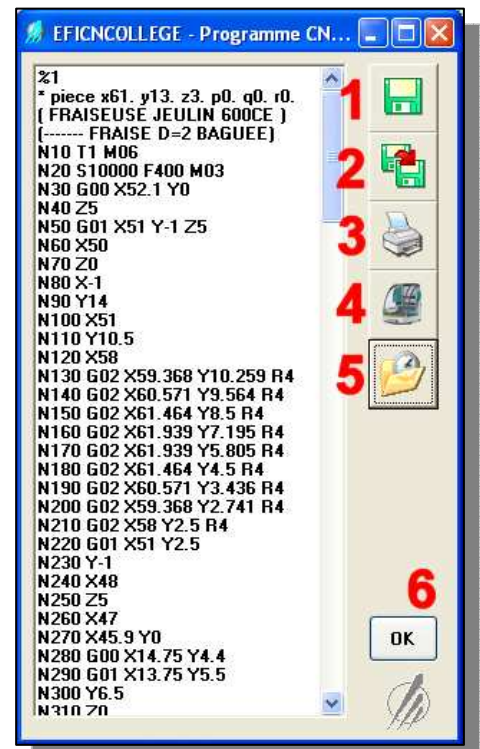 EFICNCOLLEGE - Programme CN...
%1
* piece x61. y13. z3. p0. q0. r0.
( FRAISEUSE JEULIN 600CE )
(------- FRAISE D=2 BAGUEE)
N10 T1 M06
N20 S10000 F400 M03
N30 G00 X52.1 Y0
N40 Z5
N50 G01 X51 Y-1 Z5
N60 X50
N70 Z0
N80 X-1
N90 Y14
N100 X51
N110 Y10.5
N120 X58
N130 G02 X59.368 Y10.259 R4
N140 G02 X60.571 Y9.564 R4
N150 G02 X61.464 Y8.5 R4
N160 G02 X61.939 Y7.195 R4
N170 G02 X61.939 Y5.805 R4
N180 G02 X61.464 Y4.5 R4
N190 G02 X60.571 Y3.436 R4
N200 G02 X59.368 Y2.741 R4
N210 G02 X58 Y2.5 R4
N220 G01 X51 Y2.5
N230 Y-1
N240 X48
N250 Z5
N260 X47
N270 X45.9 Y0
N280 G00 X14.75 Y4.4
N290 G01 X13.75 Y5.5
N300 Y6.5
N310 Z0
1
2
3
4
5
6
OK